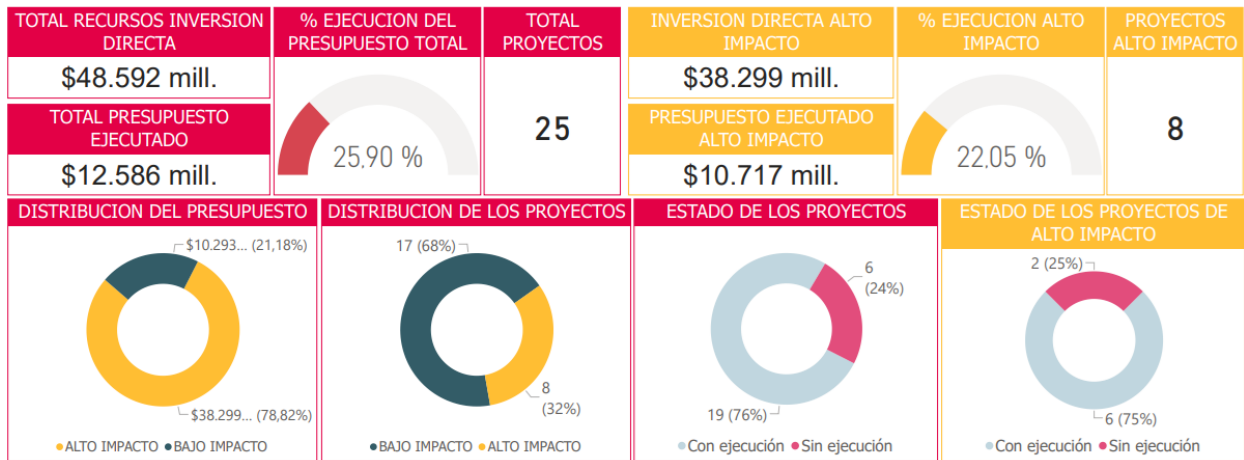 TOTAL RECURSOS INVERSION
DIRECTA
$48.592 mill.
TOTAL PRESUPUESTO
EJECUTADO
$12.586 mill.
% EJECUCION DEL
PRESUPUESTO TOTAL
25,90 %
TOTAL
PROYECTOS
25
INVERSION DIRECTA ALTO
IMPACTO
$38.299 mill.
PRESUPUESTO EJECUTADO
ALTO IMPACTO
$10.717 mill.
% EJECUCION ALTO
IMPACTO
22,05 %
PROYECTOS
ALTO IMPACTO
8
DISTRIBUCION DEL PRESUPUESTO
$10.293... (21,18%)
$38.299... (78,82%)
ALTO IMPACTO BAJO IMPACTO
DISTRIBUCION DE LOS PROYECTOS
17 (68%)
8
(32%)
BAJO IMPACTO ALTO IMPACTO
ESTADO DE LOS PROYECTOS
6
(24%)
19 (76%)
Con ejecución Sin ejecución
ESTADO DE LOS PROYECTOS DE
ALTO IMPACTO
2 (25%)
6 (75%)
Con ejecución Sin ejecución